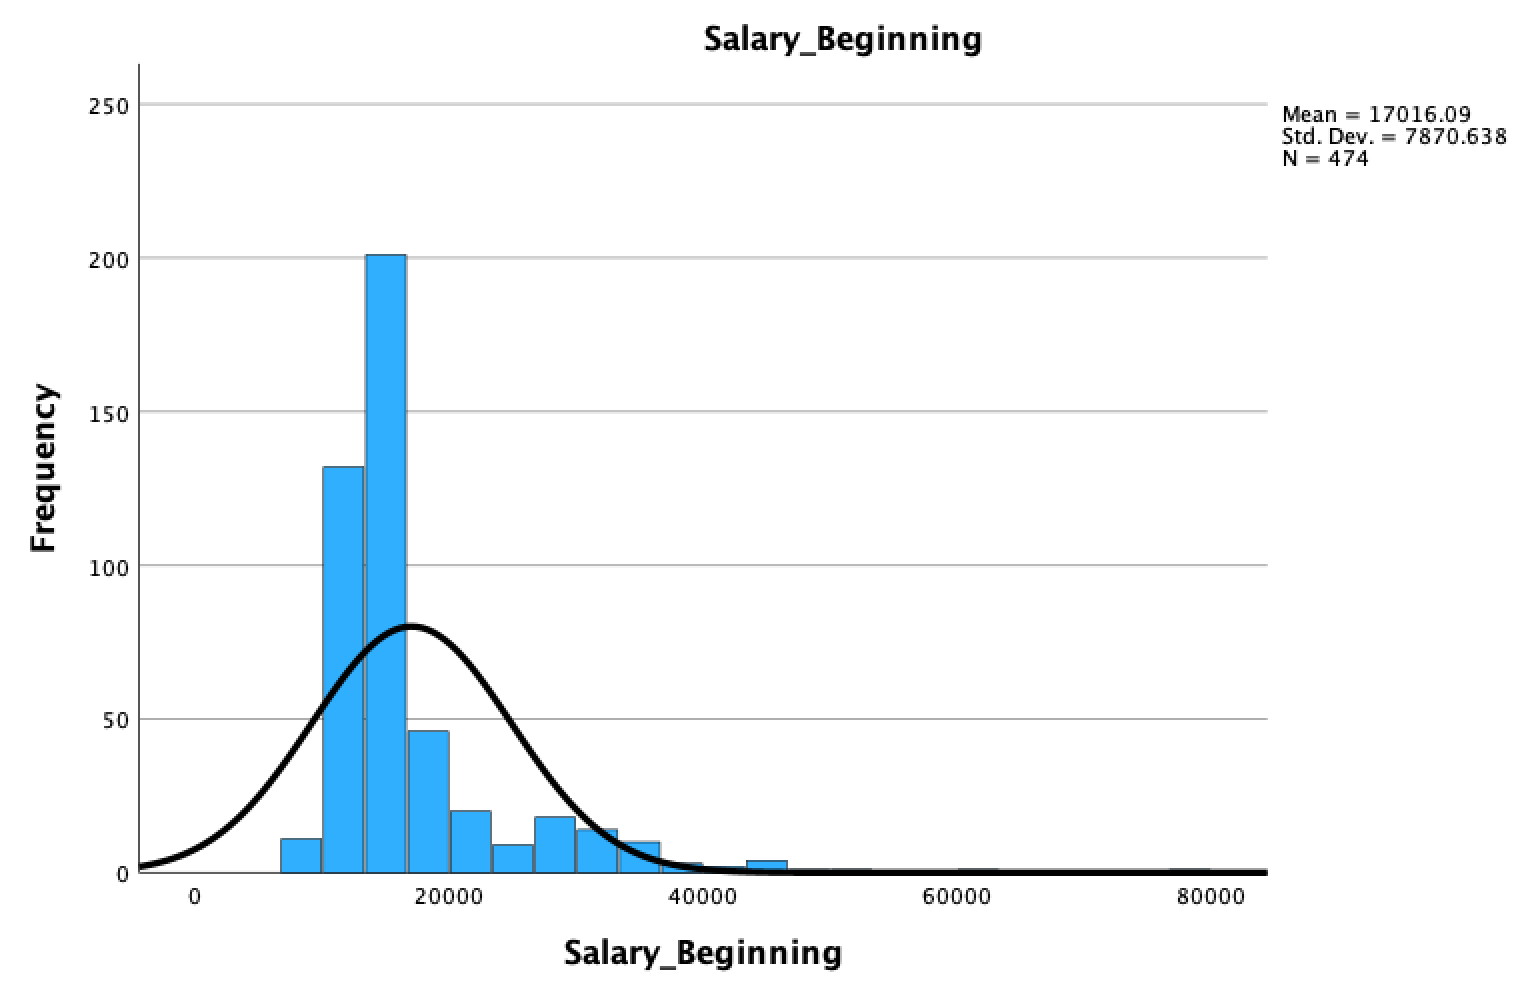 Salary_Beginning
250
200
150
100
50
0
Frequency
Mean = 17016.09
Std. Dev. = 7870.638
N = 474
0 20000 40000 60000 80000
Salary_Beginning